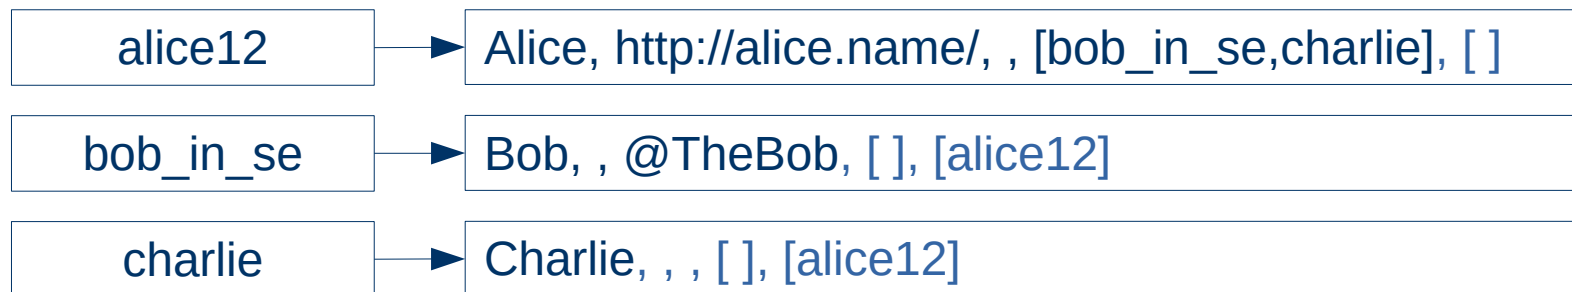 alice12 Alice, http://alice.name/, , [bob_in_se,charlie], [ ]
bob_in_se Bob, , @TheBob, [ ], [alice12]
charlie Charlie, , , [ ], [alice12]